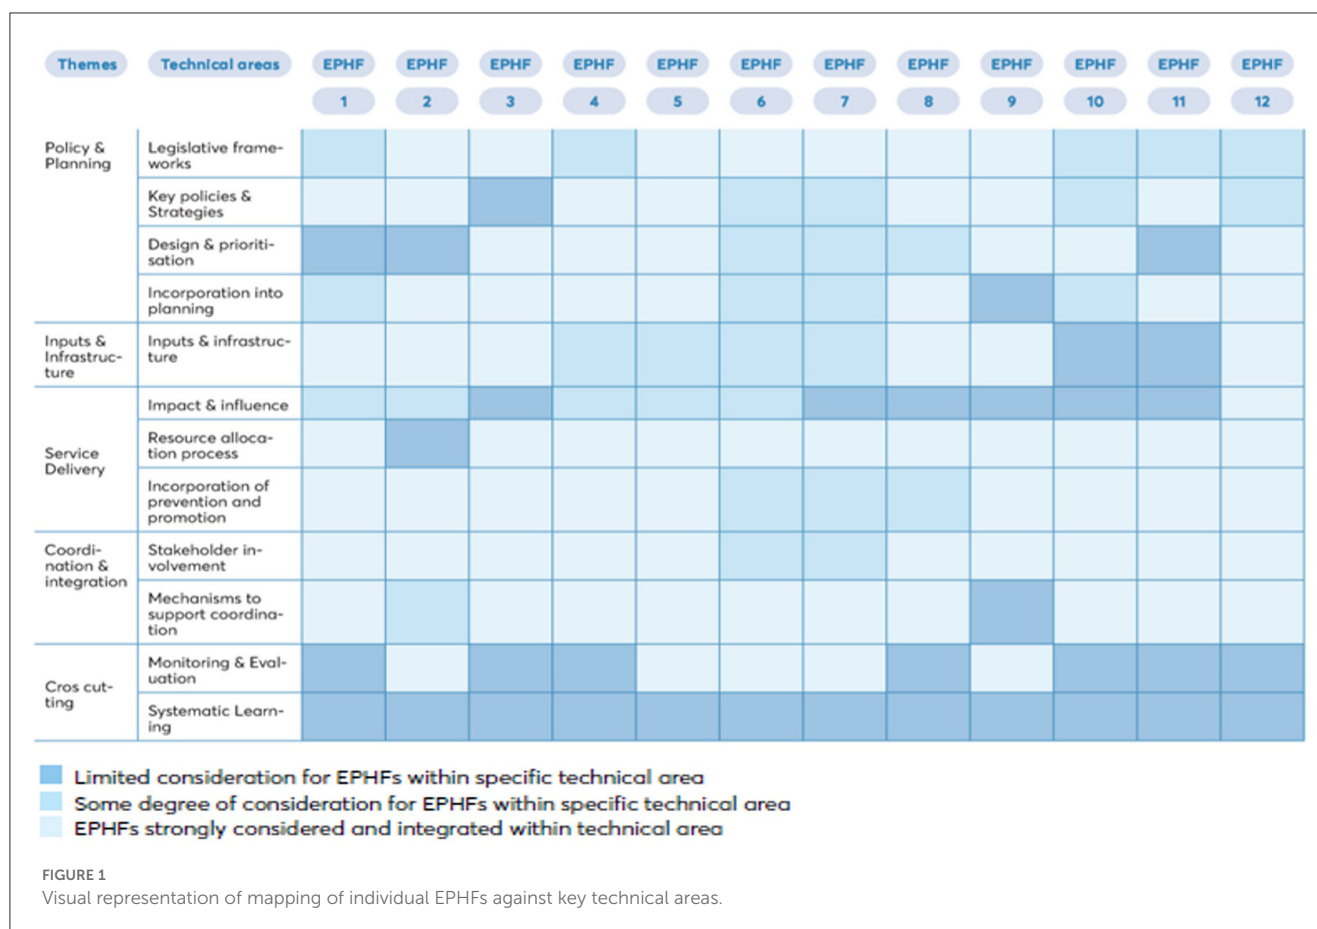 Themes Technical areas EPHF EPHF EPHF EPHF EPHF EPHF EPHF EPHF EPHF EPHF EPHF EPHF
1 2 3 4 5 6 7 8 9 10 11 12
Policy &
Planning
Legislative frame-
works
Key policies &
Strategies
Design & prioriti-
sation
Incorporation into
planning
Inputs &
Infrastruc-
ture
Inputs & infrastruc-
ture
Service
Delivery
Impact & influence
Resource alloca-
tion process
Incorporation of
prevention and
promotion
Coordi-
nation &
integration
Stakeholder in-
volvement
Mechanisms to
support coordina-
tion
Cros cut-
ting
Monitoring & Eval-
uation
Systematic Learn-
ing
Limited consideration for EPHFs within specific technical area
Some degree of consideration for EPHFs within specific technical area
EPHFs strongly considered and integrated within technical area
FIGURE 1
Visual representation of mapping of individual EPHFs against key technical areas.